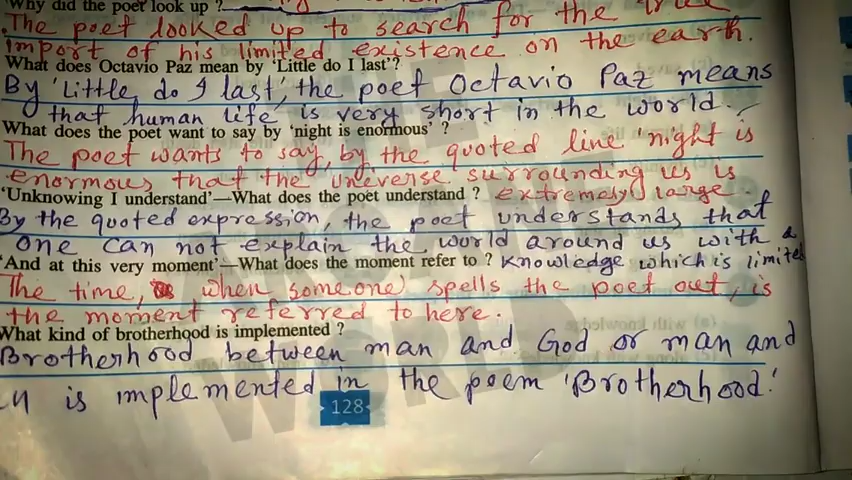 Why did the poet look up ?
The poet looked up to search for the true
import of his limited existence on the earth.
What does Octavio Paz mean by 'Little do I last'?
By 'Little do I last', the poet Octavio Paz means
that human life is very short in the world.
What does the poet want to say by 'night is enormous' ?
The poet wants to say, by the quoted line 'night is
enormous that the uneverse surrounding us is
extremely large.
'Unknowing I understand'—What does the poet understand ?
By the quoted expression, the poet understands that
one can not explain the world around us with a
knowledge which is limited
'And at this very moment'—What does the moment refer to ?
The time, when someone spells the poet out, is
the moment referred to here.
What kind of brotherhood is implemented ?
Brotherhood between man and God or man and
is implemented in the poem 'Brotherhood.'
128